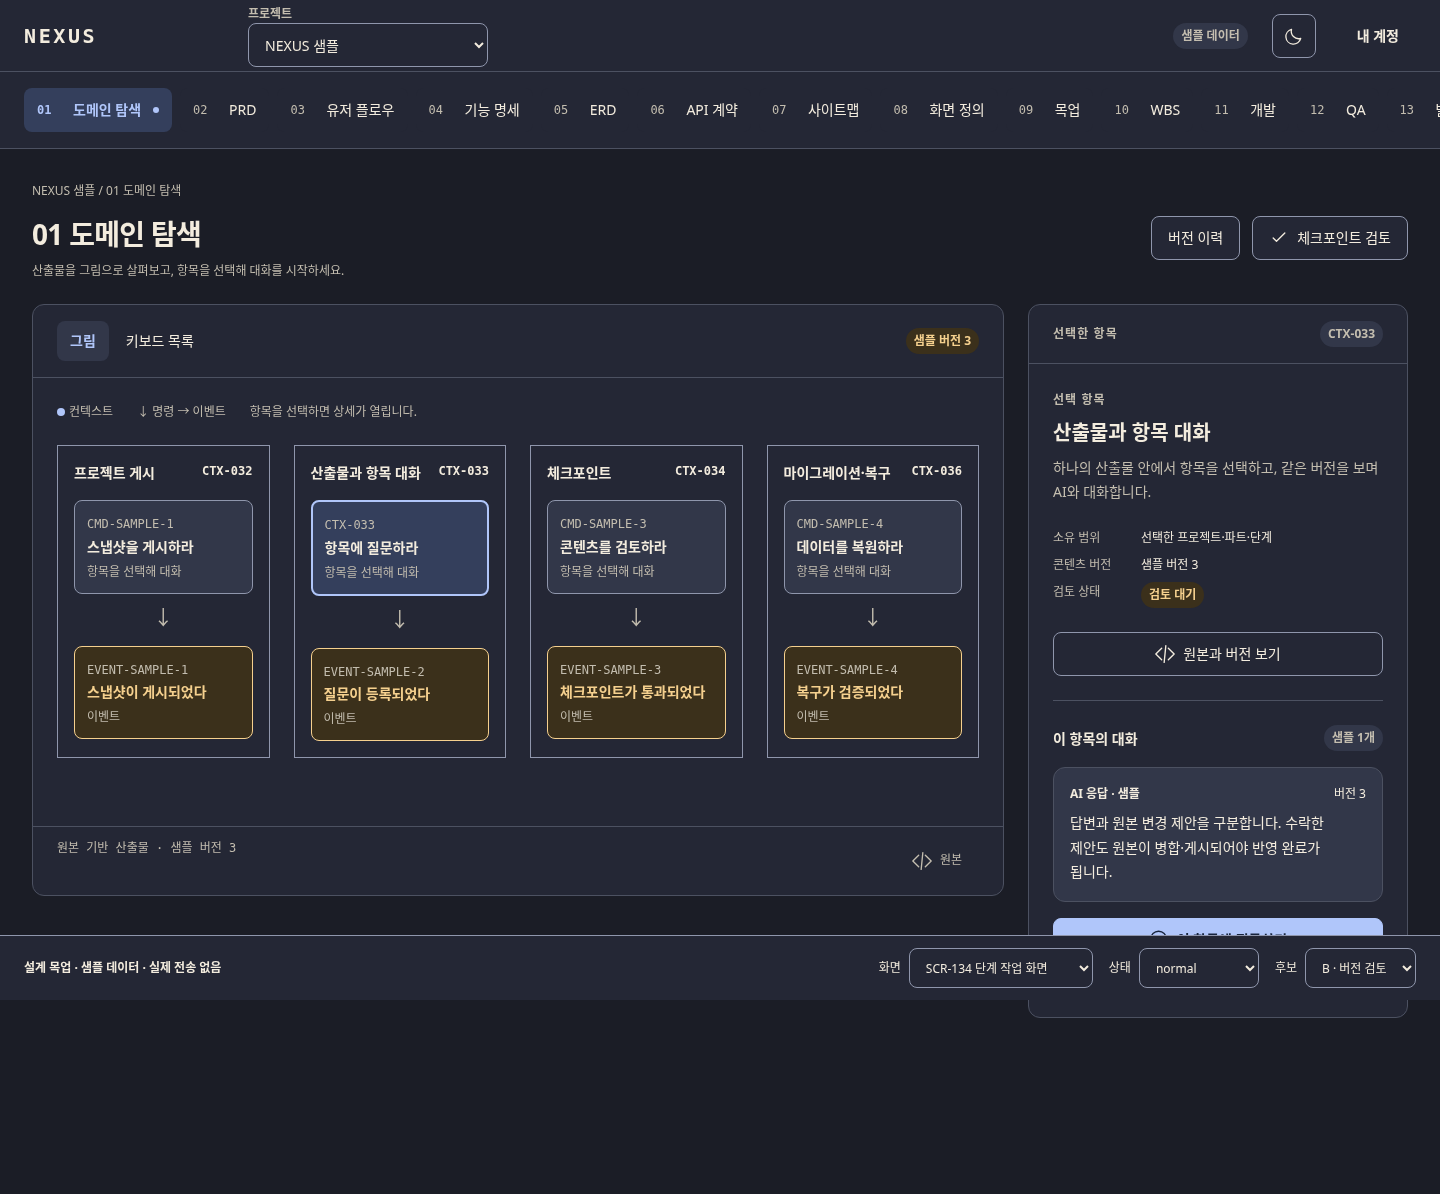 NEXUS
프로젝트
NEXUS 샘플
샘플 데이터
내 계정
01 도메인 탐색
02 PRD
03 유저 플로우
04 기능 명세
05 ERD
06 API 계약
07 사이트맵
08 화면 정의
09 목업
10 WBS
11 개발
12 QA
13
NEXUS 샘플 / 01 도메인 탐색
01 도메인 탐색
산출물을 그림으로 살펴보고, 항목을 선택해 대화를 시작하세요.
버전 이력
체크포인트 검토
그림
키보드 목록
샘플 버전 3
컨텍스트
↓ 명령 → 이벤트
항목을 선택하면 상세가 열립니다.
프로젝트 게시 CTX-032
CMD-SAMPLE-1
스냅샷을 게시하라
항목을 선택해 대화
↓
EVENT-SAMPLE-1
스냅샷이 게시되었다
이벤트
산출물과 항목 대화 CTX-033
CTX-033
항목에 질문하라
항목을 선택해 대화
↓
EVENT-SAMPLE-2
질문이 등록되었다
이벤트
체크포인트 CTX-034
CMD-SAMPLE-3
콘텐츠를 검토하라
항목을 선택해 대화
↓
EVENT-SAMPLE-3
체크포인트가 통과되었다
이벤트
마이그레이션·복구 CTX-036
CMD-SAMPLE-4
데이터를 복원하라
항목을 선택해 대화
↓
EVENT-SAMPLE-4
복구가 검증되었다
이벤트
원본 기반 산출물 · 샘플 버전 3
원본
선택한 항목
CTX-033
선택 항목
산출물과 항목 대화
하나의 산출물 안에서 항목을 선택하고, 같은 버전을 보며
AI와 대화합니다.
소유 범위 선택한 프로젝트·파트·단계
콘텐츠 버전 샘플 버전 3
검토 상태 검토 대기
원본과 버전 보기
이 항목의 대화
샘플 1개
AI 응답 · 샘플
버전 3
답변과 원본 변경 제안을 구분합니다. 수락한
제안도 원본이 병합·게시되어야 반영 완료가
됩니다.
설계 목업 · 샘플 데이터 · 실제 전송 없음
화면 SCR-134 단계 작업 화면
상태 normal
후보 B · 버전 검토